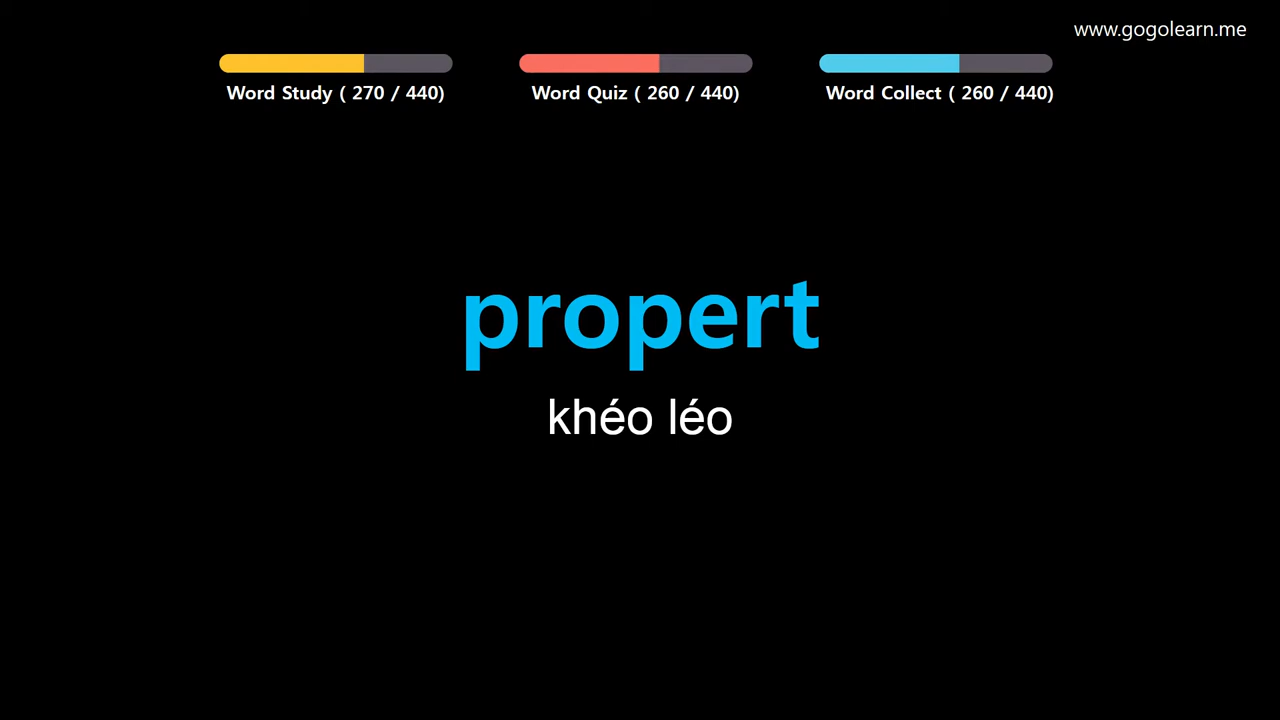 www.gogolearn.me
Word Study ( 270 / 440)
Word Quiz ( 260 / 440)
Word Collect ( 260 / 440)
propert
khéo léo